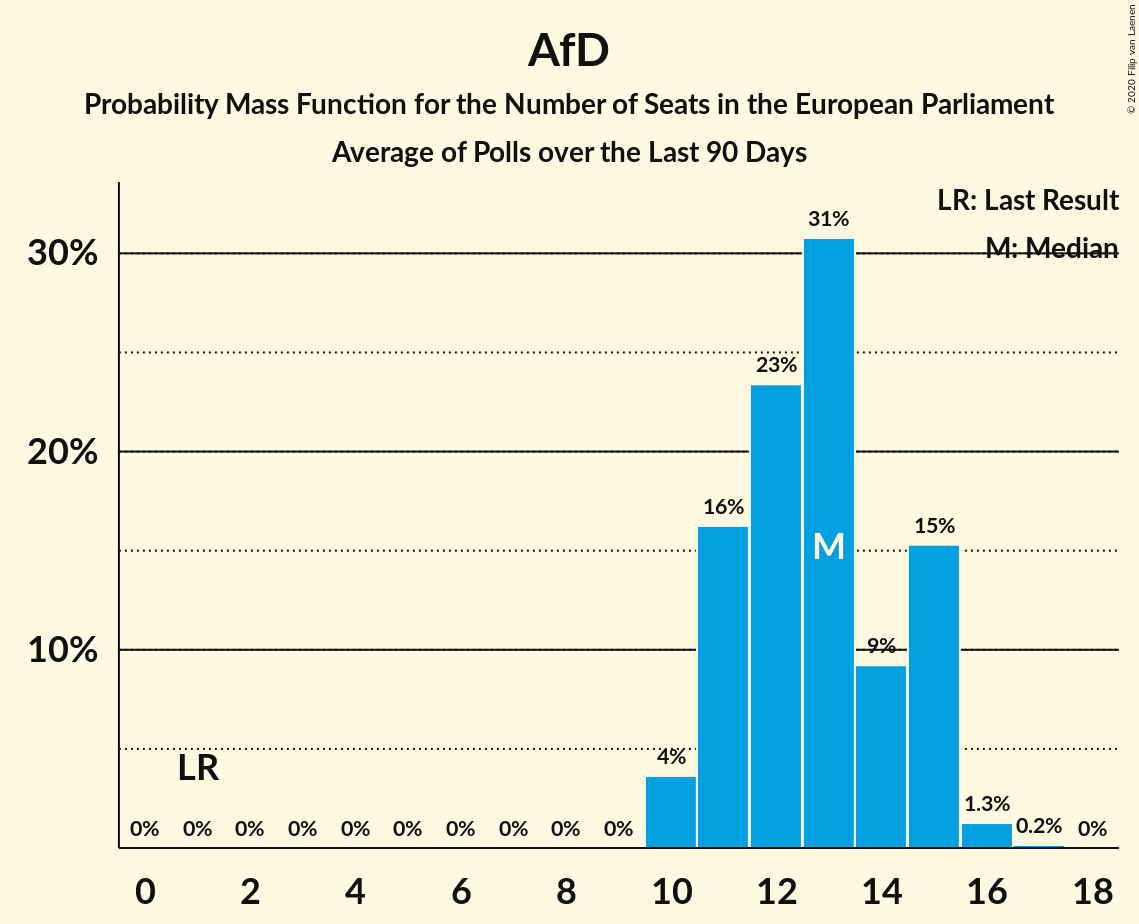 AfD
Probability Mass Function for the Number of Seats in the European Parliament
Average of Polls over the Last 90 Days
© 2020 Filip van Laenen
LR: Last Result
M: Median
30%
20%
10%
31%
23%
16%
15%
9%
4%
1.3%
0.2%
0%
M
LR
0% 0% 0% 0% 0% 0% 0% 0% 0% 0%
0 2 4 6 8 10 12 14 16 18